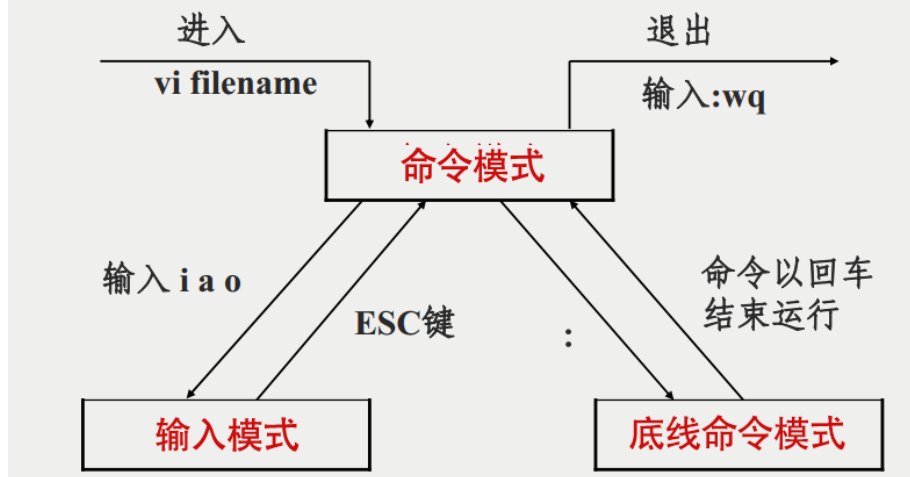 进入
vi filename
退出
输入:wq
命令模式
输入 i a o
ESC键
:
命令以回车
结束运行
输入模式
底线命令模式